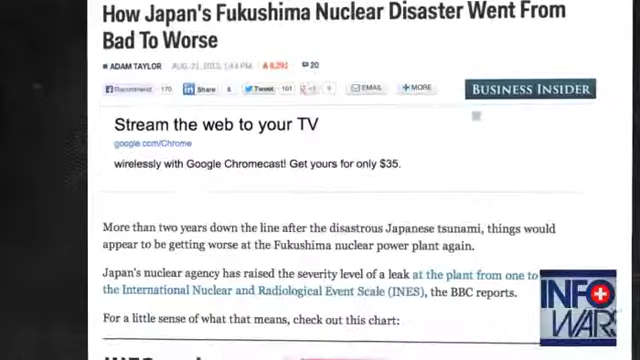 How Japan's Fukushima Nuclear Disaster Went From
Bad To Worse
ADAM TAYLOR AUG. 21, 2013, PM 20
Recommend 170 Share Tweet 101 +1 EMAIL + MORE BUSINESS INSIDER
Stream the web to your TV
google.com/Chrome
wirelessly with Google Chromecast! Get yours for only $35.
More than two years down the line after the disastrous Japanese tsunami, things would
appear to be getting worse at the Fukushima nuclear power plant again.
Japan's nuclear agency has raised the severity level of a leak at the plant from one to
the International Nuclear and Radiological Event Scale (INES), the BBC reports.
For a little sense of what that means, check out this chart:
INFO
WARS